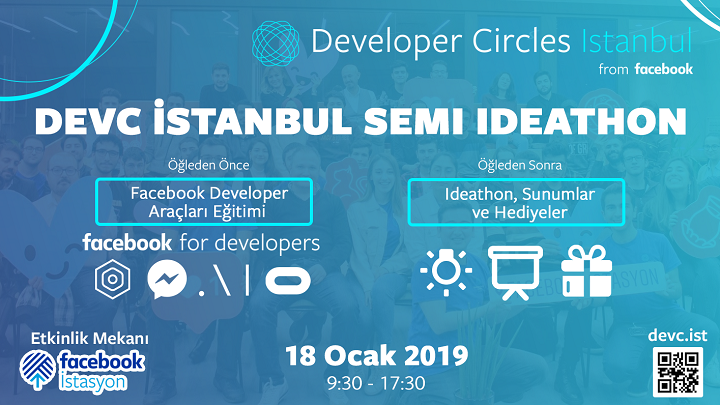 Developer Circles Istanbul
from facebook
DEVC İSTANBUL SEMI IDEATHON
Öğleden Önce
Facebook Developer
Araçları Eğitimi
facebook for developers
Öğleden Sonra
Ideathon, Sunumlar
ve Hediyeler
Etkinlik Mekanı
facebook
İstasyon
18 Ocak 2019
9:30 - 17:30
devc.ist